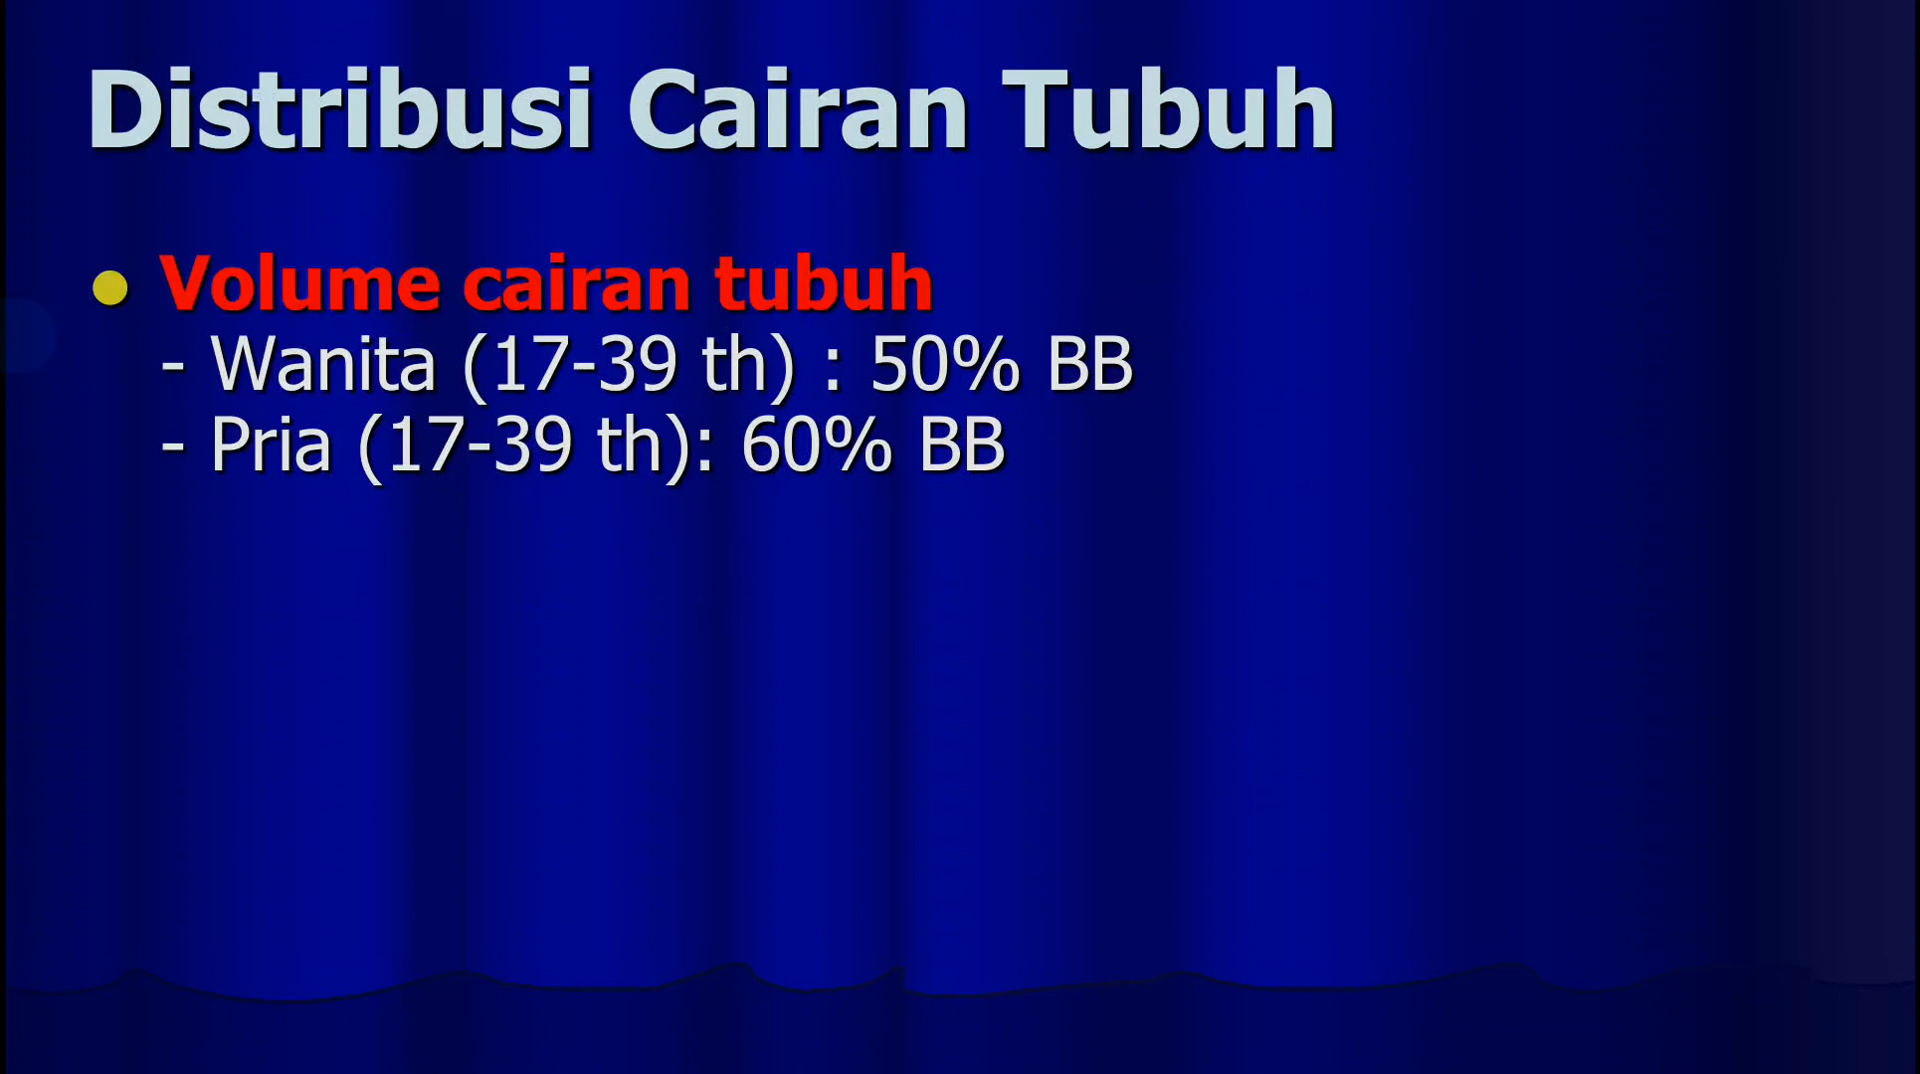 Distribusi Cairan Tubuh
Volume cairan tubuh
- Wanita (17-39 th) : 50% BB
- Pria (17-39 th): 60% BB